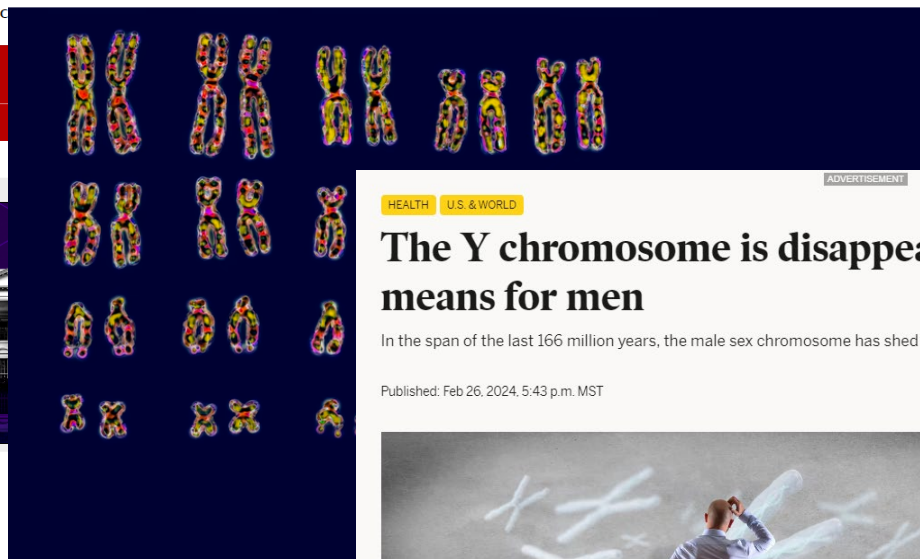 C
ADVERTISEMENT
HEALTH U.S. & WORLD
The Y chromosome is disappea
means for men
In the span of the last 166 million years, the male sex chromosome has shed
Published: Feb 26, 2024, 5:43 p.m. MST